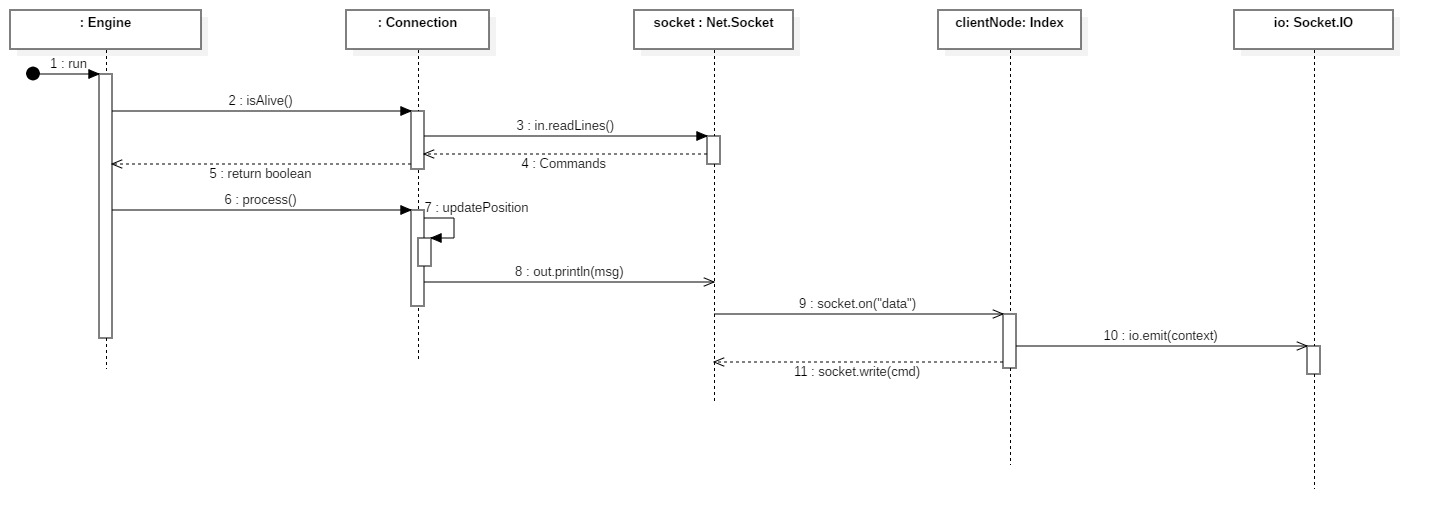 : Engine
: Connection
socket : Net.Socket
clientNode: Index
io: Socket.IO
1 : run
2 : isAlive()
3 : in.readLines()
4 : Commands
5 : return boolean
6 : process()
7 : updatePosition
8 : out.println(msg)
9 : socket.on("data")
10 : io.emit(context)
11 : socket.write(cmd)